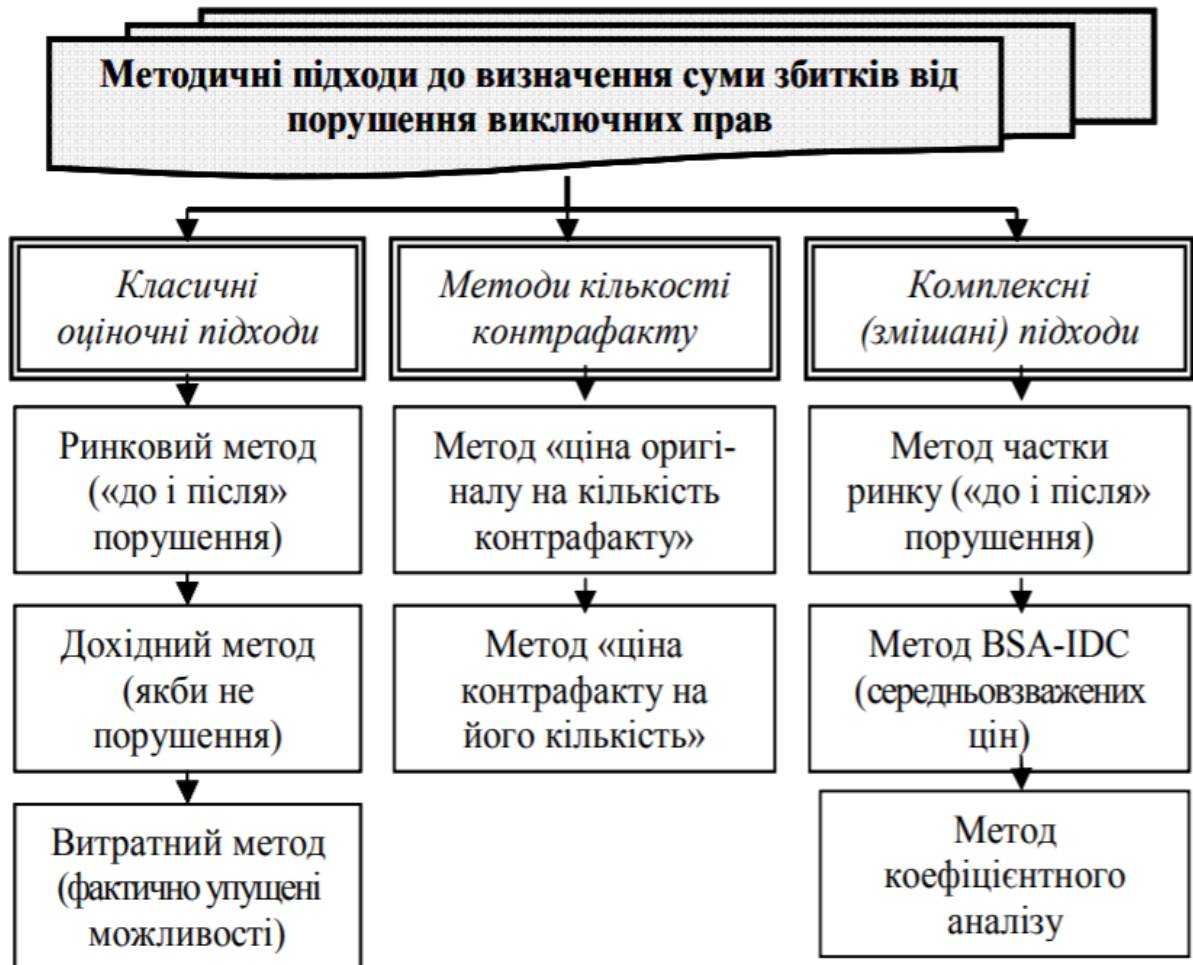 Методичні підходи до визначення суми збитків від
порушення виключних прав
Класичні
оціночні підходи
Ринковий метод
(«до і після»
порушення)
Дохідний метод
(якби не
порушення)
Витратний метод
(фактично упущені
можливості)
Методи кількості
контрафакту
Метод «ціна оригі-
налу на кількість
контрафакту»
Метод «ціна
контрафакту на
його кількість»
Комплексні
(змішані) підходи
Метод частки
ринку («до і після»
порушення)
Метод BSA-IDC
(середньовзважених
цін)
Метод
коефіцієнтного
аналізу